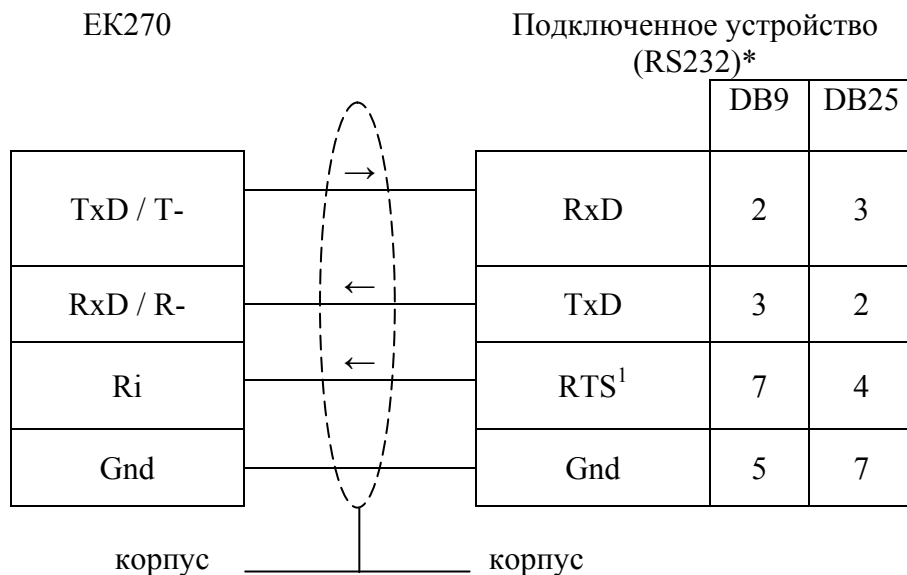 ЕК270
Подключенное устройство
(RS232)*
DB9 DB25
→
TxD / T- RxD 2 3
←
RxD / R- TxD 3 2
←
Ri RTS¹ 7 4
Gnd Gnd 5 7
корпус корпус